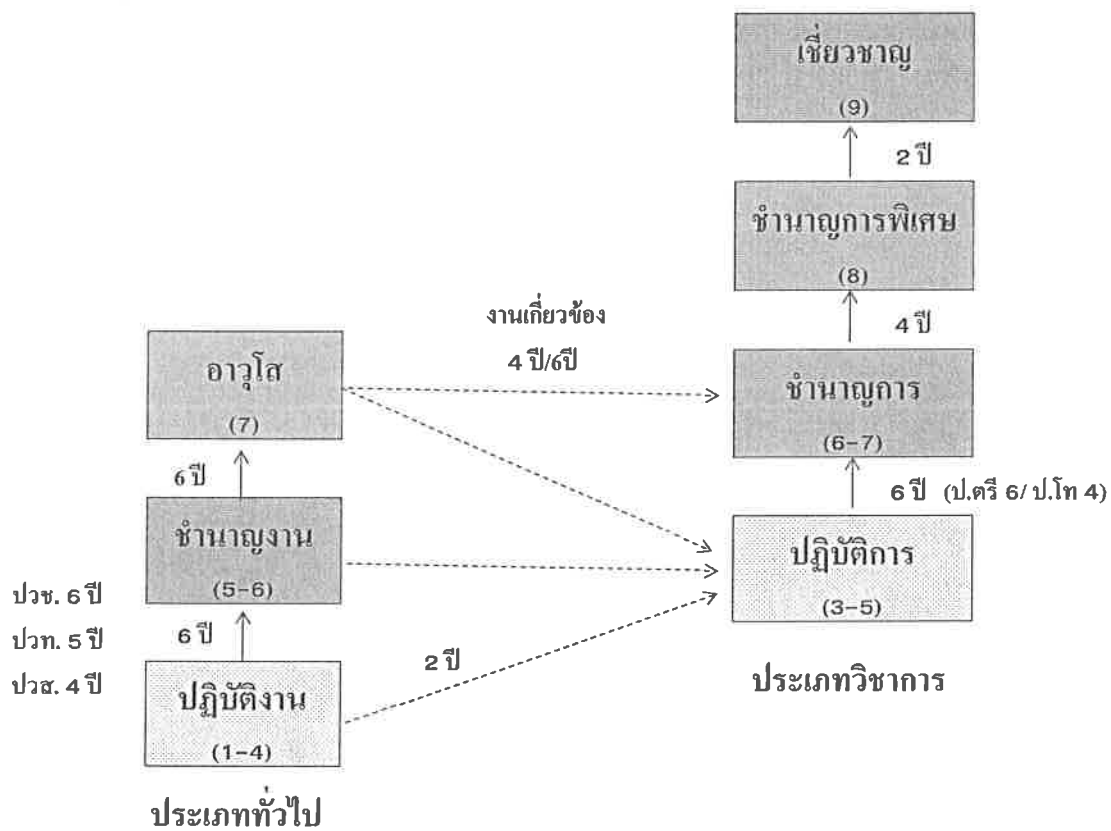 เชี่ยวชาญ
(9)
2 ปี
ชำนาญการพิเศษ
(8)
4 ปี
งานเกี่ยวข้อง
4 ปี/6ปี
อาวุโส
(7)
ชำนาญการ
(6-7)
6 ปี
6 ปี (ป.ตรี 6/ ป.โท 4)
ชำนาญงาน
(5-6)
ปฏิบัติการ
(3-5)
ปวช. 6 ปี
ปวท. 5 ปี
ปวส. 4 ปี
6 ปี
2 ปี
ปฏิบัติงาน
(1-4)
ประเภทวิชาการ
ประเภททั่วไป